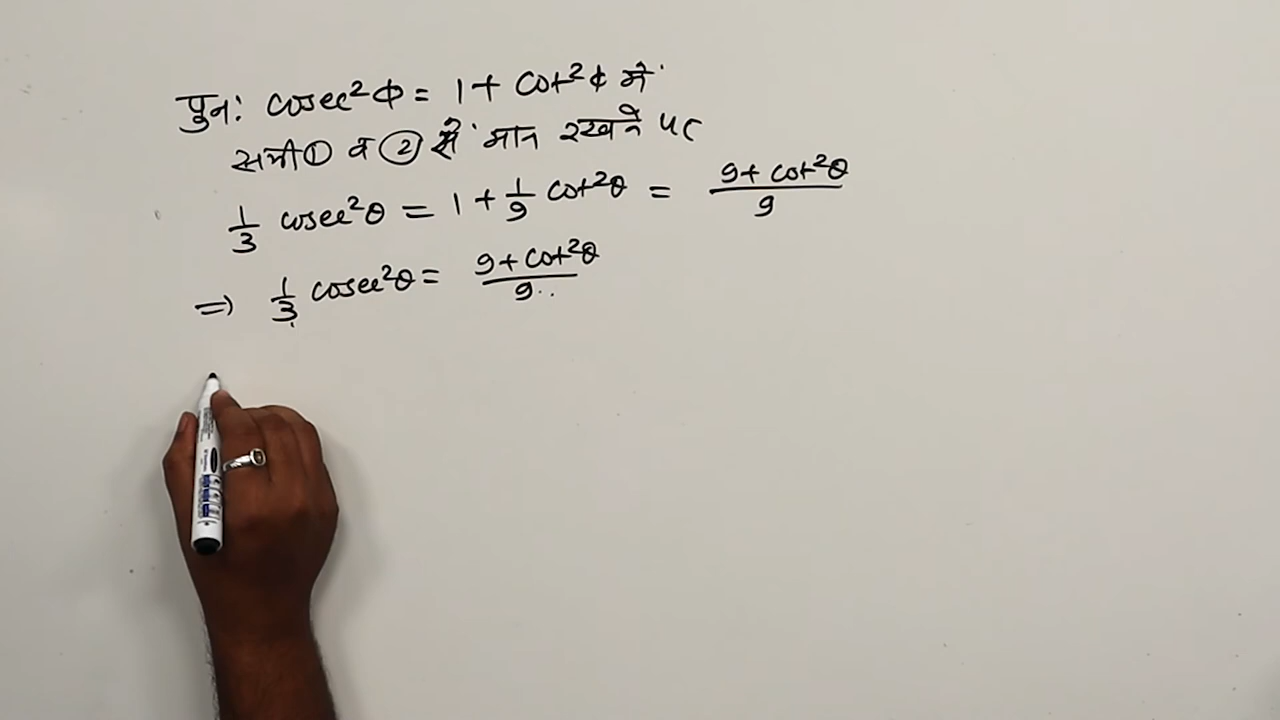 पुन: cosec²Φ = 1 + cot²Φ में
समी① व ② से मान रखने पर
1/3 cosec²θ = 1 + 1/9 cot²θ = 9 + cot²θ / 9
⇒ 1/3 cosec²θ = 9 + cot²θ / 9